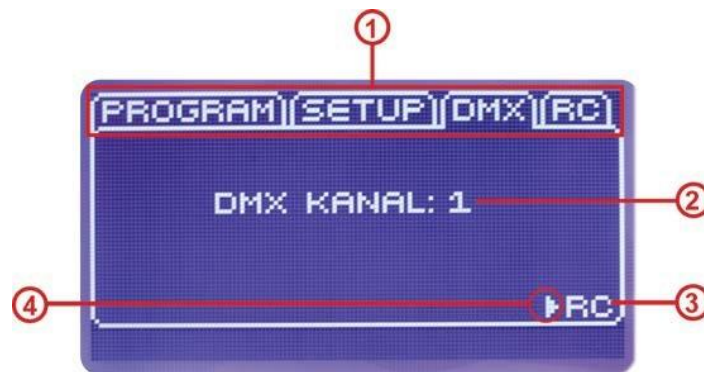 1
PROGRAM SETUP DMX RC
DMX KANAL: 1 2
4 RC 3